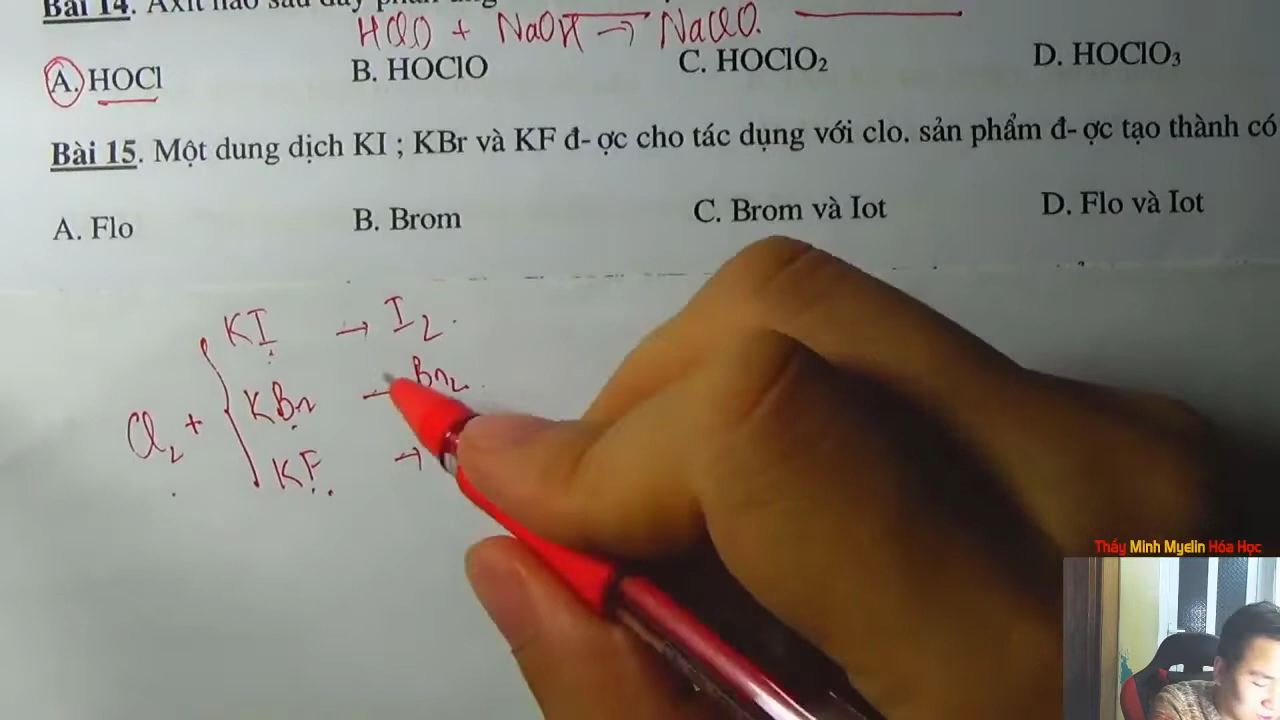 Bài 14. Axit nào sau đây phản ứng
HClO + NaOH → NaClO.
A. HOCl B. HOClO C. HOClO₂ D. HOClO₃
Bài 15. Một dung dịch KI ; KBr và KF đ- ợc cho tác dụng với clo. sản phẩm đ- ợc tạo thành có
A. Flo B. Brom C. Brom và Iot D. Flo và Iot
KI → I₂.
Cl₂ + KBr → Br₂.
KF →
Thầy Minh Myelin Hóa Học